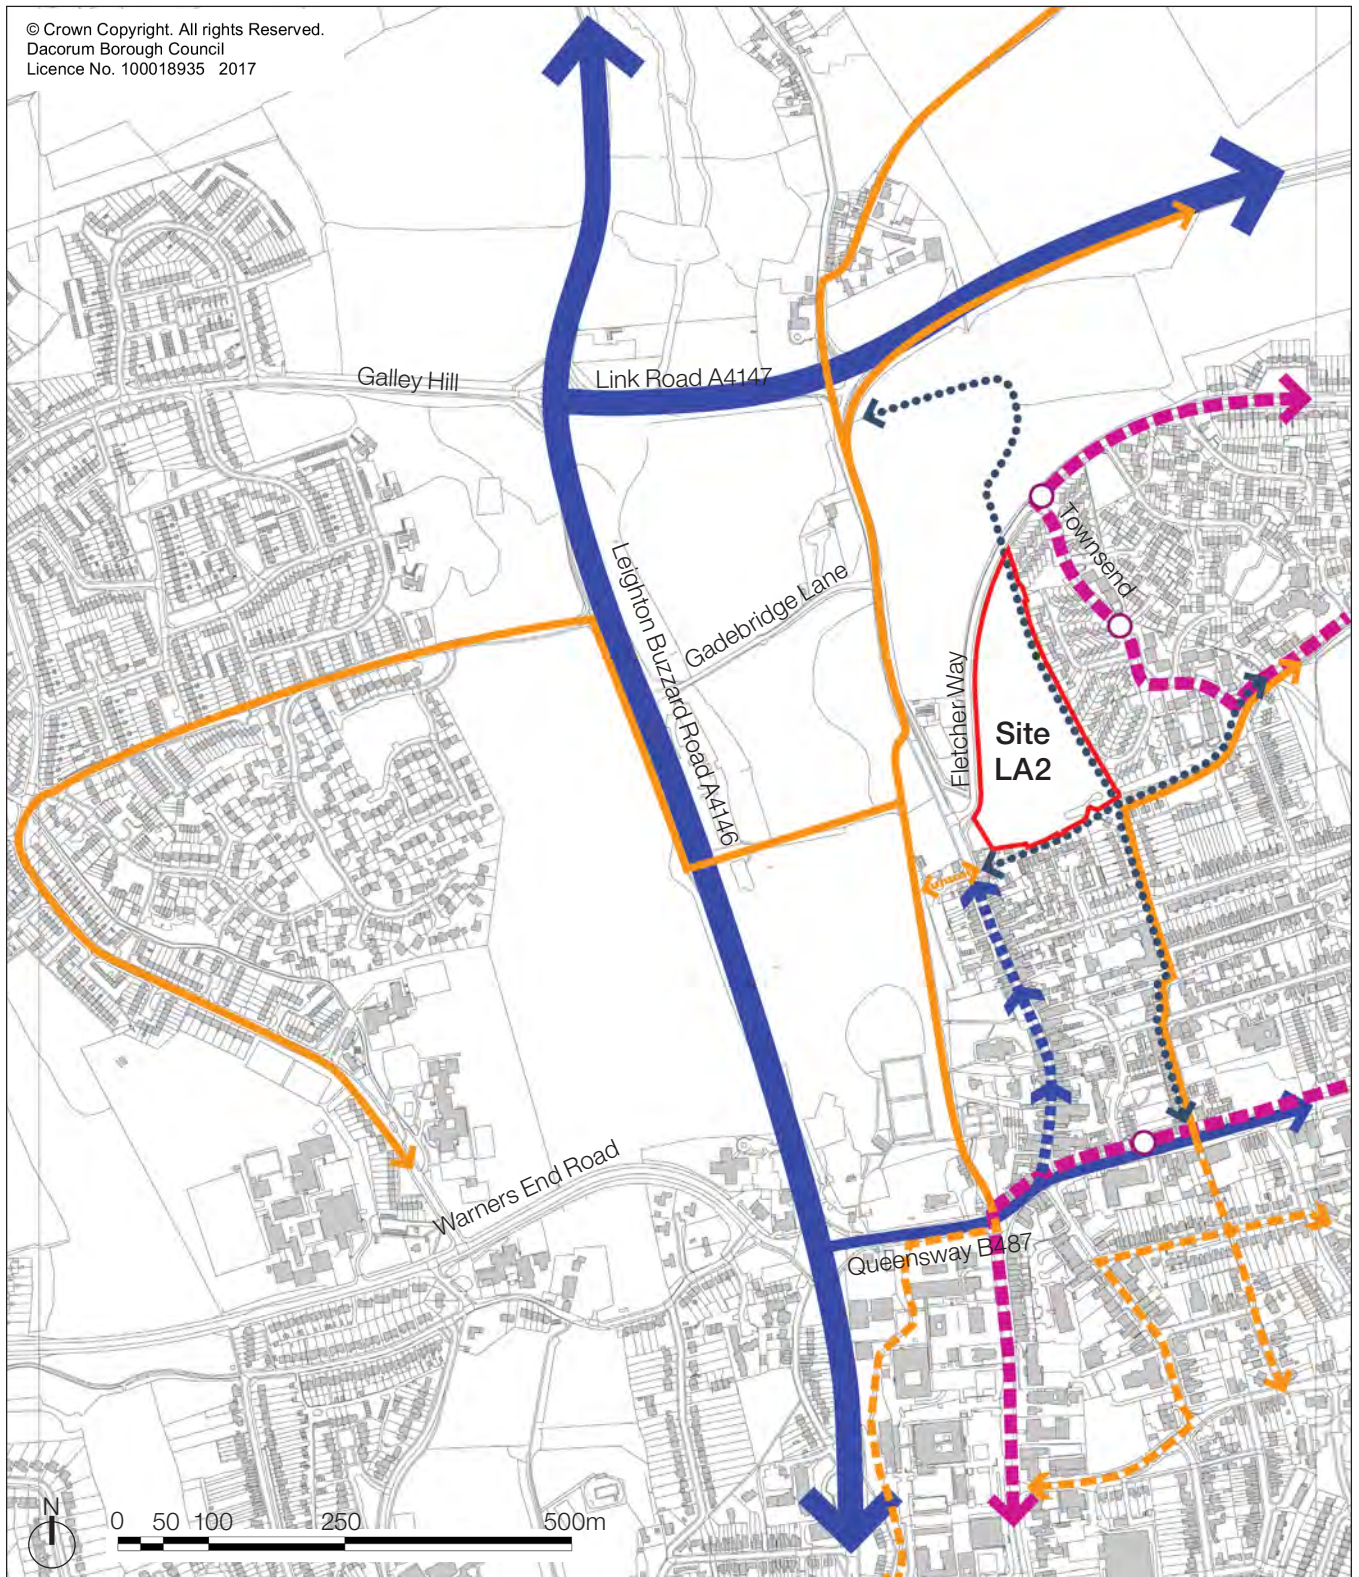 © Crown Copyright. All rights Reserved.
Dacorum Borough Council
Licence No. 100018935 2017
Galley Hill
Link Road A4147
Townsend
Leighton Buzzard Road A4146
Gadebridge Lane
Fletcher Way
Site
LA2
Warners End Road
Queensway B487
N
0 50 100 250 500m